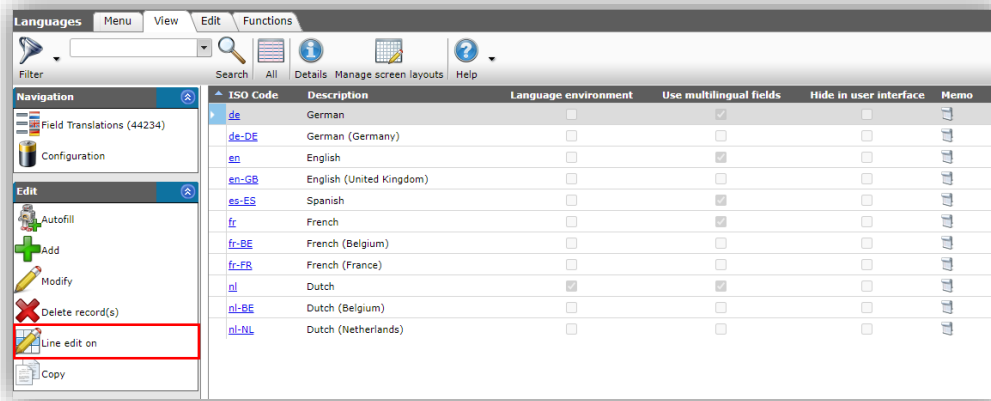 Languages Menu View Edit Functions
Filter Search All Details Manage screen layouts Help
Navigation
Field Translations (44234)
Configuration
Edit
Autofill
Add
Modify
Delete record(s)
Line edit on
Copy
ISO Code Description Language environment Use multilingual fields Hide in user interface Memo
de German
de-DE German (Germany)
en English
en-GB English (United Kingdom)
es-ES Spanish
fr French
fr-BE French (Belgium)
fr-FR French (France)
nl Dutch
nl-BE Dutch (Belgium)
nl-NL Dutch (Netherlands)